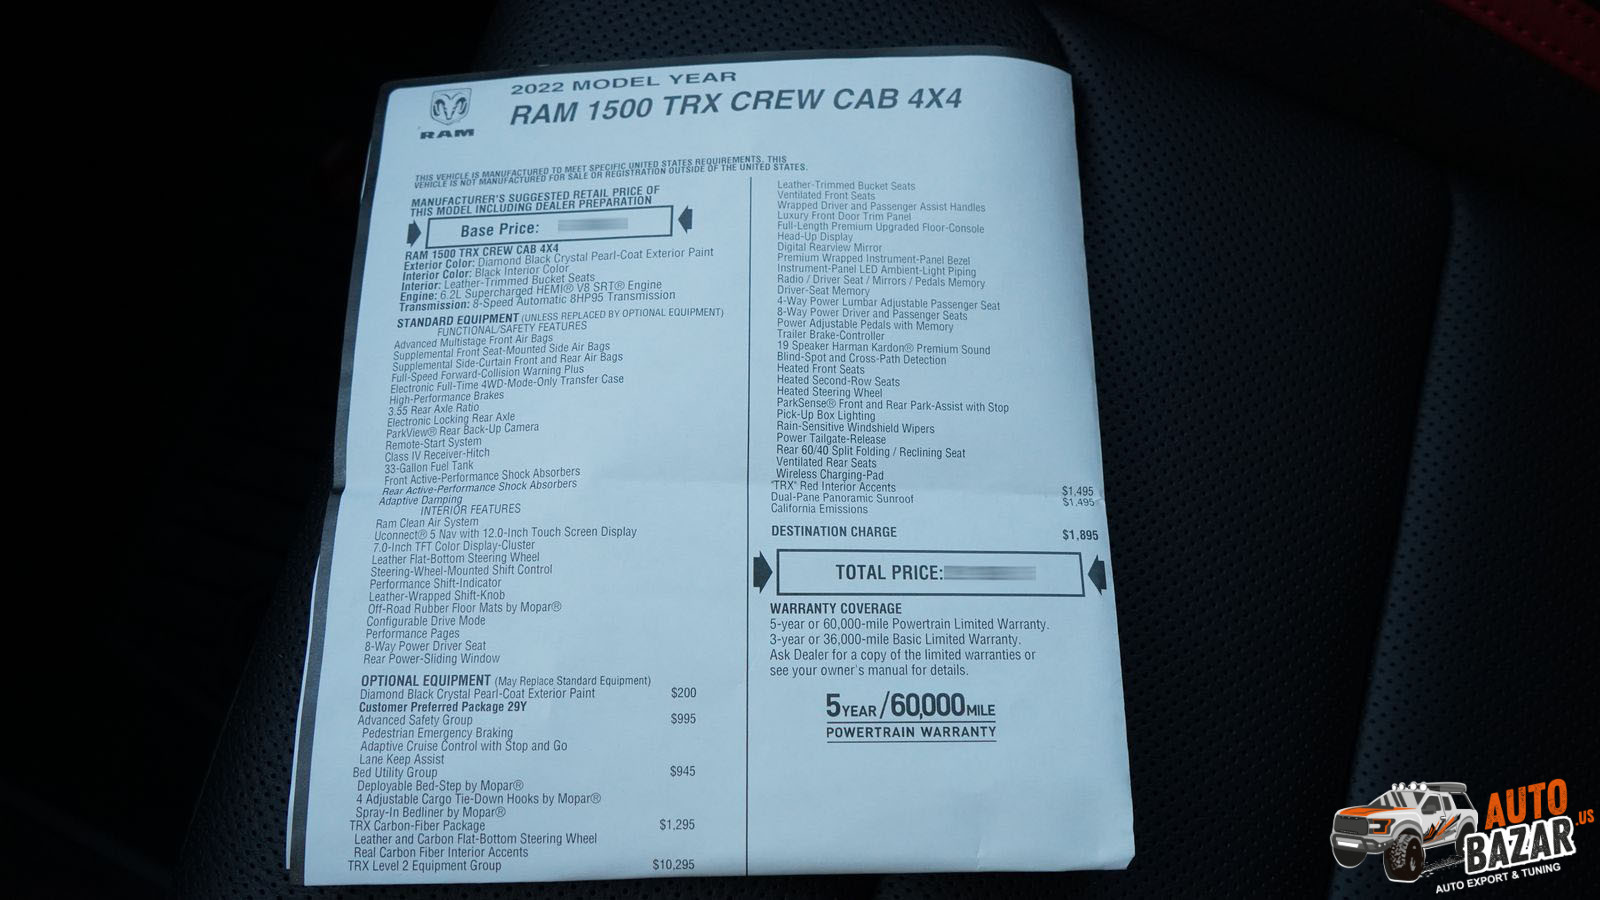 2022 MODEL YEAR
RAM 1500 TRX CREW CAB 4X4
RAM
THIS VEHICLE IS MANUFACTURED TO MEET SPECIFIC UNITED STATES REQUIREMENTS. THIS
VEHICLE IS NOT MANUFACTURED FOR SALE OR REGISTRATION OUTSIDE OF THE UNITED STATES.
MANUFACTURER'S SUGGESTED RETAIL PRICE OF
THIS MODEL INCLUDING DEALER PREPARATION
Base Price:
RAM 1500 TRX CREW CAB 4X4
Exterior Color: Diamond Black Crystal Pearl-Coat Exterior Paint
Interior Color: Black Interior Color
Interior: Leather-Trimmed Bucket Seats
Engine: 6.2L Supercharged HEMI® V8 SRT® Engine
Transmission: 8-Speed Automatic 8HP95 Transmission
STANDARD EQUIPMENT (UNLESS REPLACED BY OPTIONAL EQUIPMENT)
FUNCTIONAL/SAFETY FEATURES
Advanced Multistage Front Air Bags
Supplemental Front Seat-Mounted Side Air Bags
Supplemental Side-Curtain Front and Rear Air Bags
Full-Speed Forward-Collision Warning Plus
Electronic Full-Time 4WD-Mode-Only Transfer Case
High-Performance Brakes
3.55 Rear Axle Ratio
Electronic Locking Rear Axle
ParkView® Rear Back-Up Camera
Remote-Start System
Class IV Receiver-Hitch
33-Gallon Fuel Tank
Front Active-Performance Shock Absorbers
Rear Active-Performance Shock Absorbers
Adaptive Damping
INTERIOR FEATURES
Ram Clean Air System
Uconnect® 5 Nav with 12.0-Inch Touch Screen Display
7.0-Inch TFT Color Display-Cluster
Leather Flat-Bottom Steering Wheel
Steering-Wheel-Mounted Shift Control
Performance Shift-Indicator
Leather-Wrapped Shift-Knob
Off-Road Rubber Floor Mats by Mopar®
Configurable Drive Mode
Performance Pages
8-Way Power Driver Seat
Rear Power-Sliding Window
OPTIONAL EQUIPMENT (May Replace Standard Equipment)
Diamond Black Crystal Pearl-Coat Exterior Paint $200
Customer Preferred Package 29Y
Advanced Safety Group $995
Pedestrian Emergency Braking
Adaptive Cruise Control with Stop and Go
Lane Keep Assist
Bed Utility Group $945
Deployable Bed-Step by Mopar®
4 Adjustable Cargo Tie-Down Hooks by Mopar®
Spray-In Bedliner by Mopar®
TRX Carbon-Fiber Package $1,295
Leather and Carbon Flat-Bottom Steering Wheel
Real Carbon Fiber Interior Accents
TRX Level 2 Equipment Group $10,295
Leather-Trimmed Bucket Seats
Ventilated Front Seats
Wrapped Driver and Passenger Assist Handles
Luxury Front Door Trim Panel
Full-Length Premium Upgraded Floor-Console
Head-Up Display
Digital Rearview Mirror
Premium Wrapped Instrument-Panel Bezel
Instrument-Panel LED Ambient-Light Piping
Radio / Driver Seat / Mirrors / Pedals Memory
Driver-Seat Memory
4-Way Power Lumbar Adjustable Passenger Seat
8-Way Power Driver and Passenger Seats
Power Adjustable Pedals with Memory
Trailer Brake-Controller
19 Speaker Harman Kardon® Premium Sound
Blind-Spot and Cross-Path Detection
Heated Front Seats
Heated Second-Row Seats
Heated Steering Wheel
ParkSense® Front and Rear Park-Assist with Stop
Pick-Up Box Lighting
Rain-Sensitive Windshield Wipers
Power Tailgate-Release
Rear 60/40 Split Folding / Reclining Seat
Ventilated Rear Seats
Wireless Charging-Pad
"TRX" Red Interior Accents $1,495
Dual-Pane Panoramic Sunroof $1,495
California Emissions
DESTINATION CHARGE $1,895
TOTAL PRICE:
WARRANTY COVERAGE
5-year or 60,000-mile Powertrain Limited Warranty.
3-year or 36,000-mile Basic Limited Warranty.
Ask Dealer for a copy of the limited warranties or
see your owner's manual for details.
5 YEAR/60,000 MILE
POWERTRAIN WARRANTY
AUTO
BAZAR.US
AUTO EXPORT & TUNING